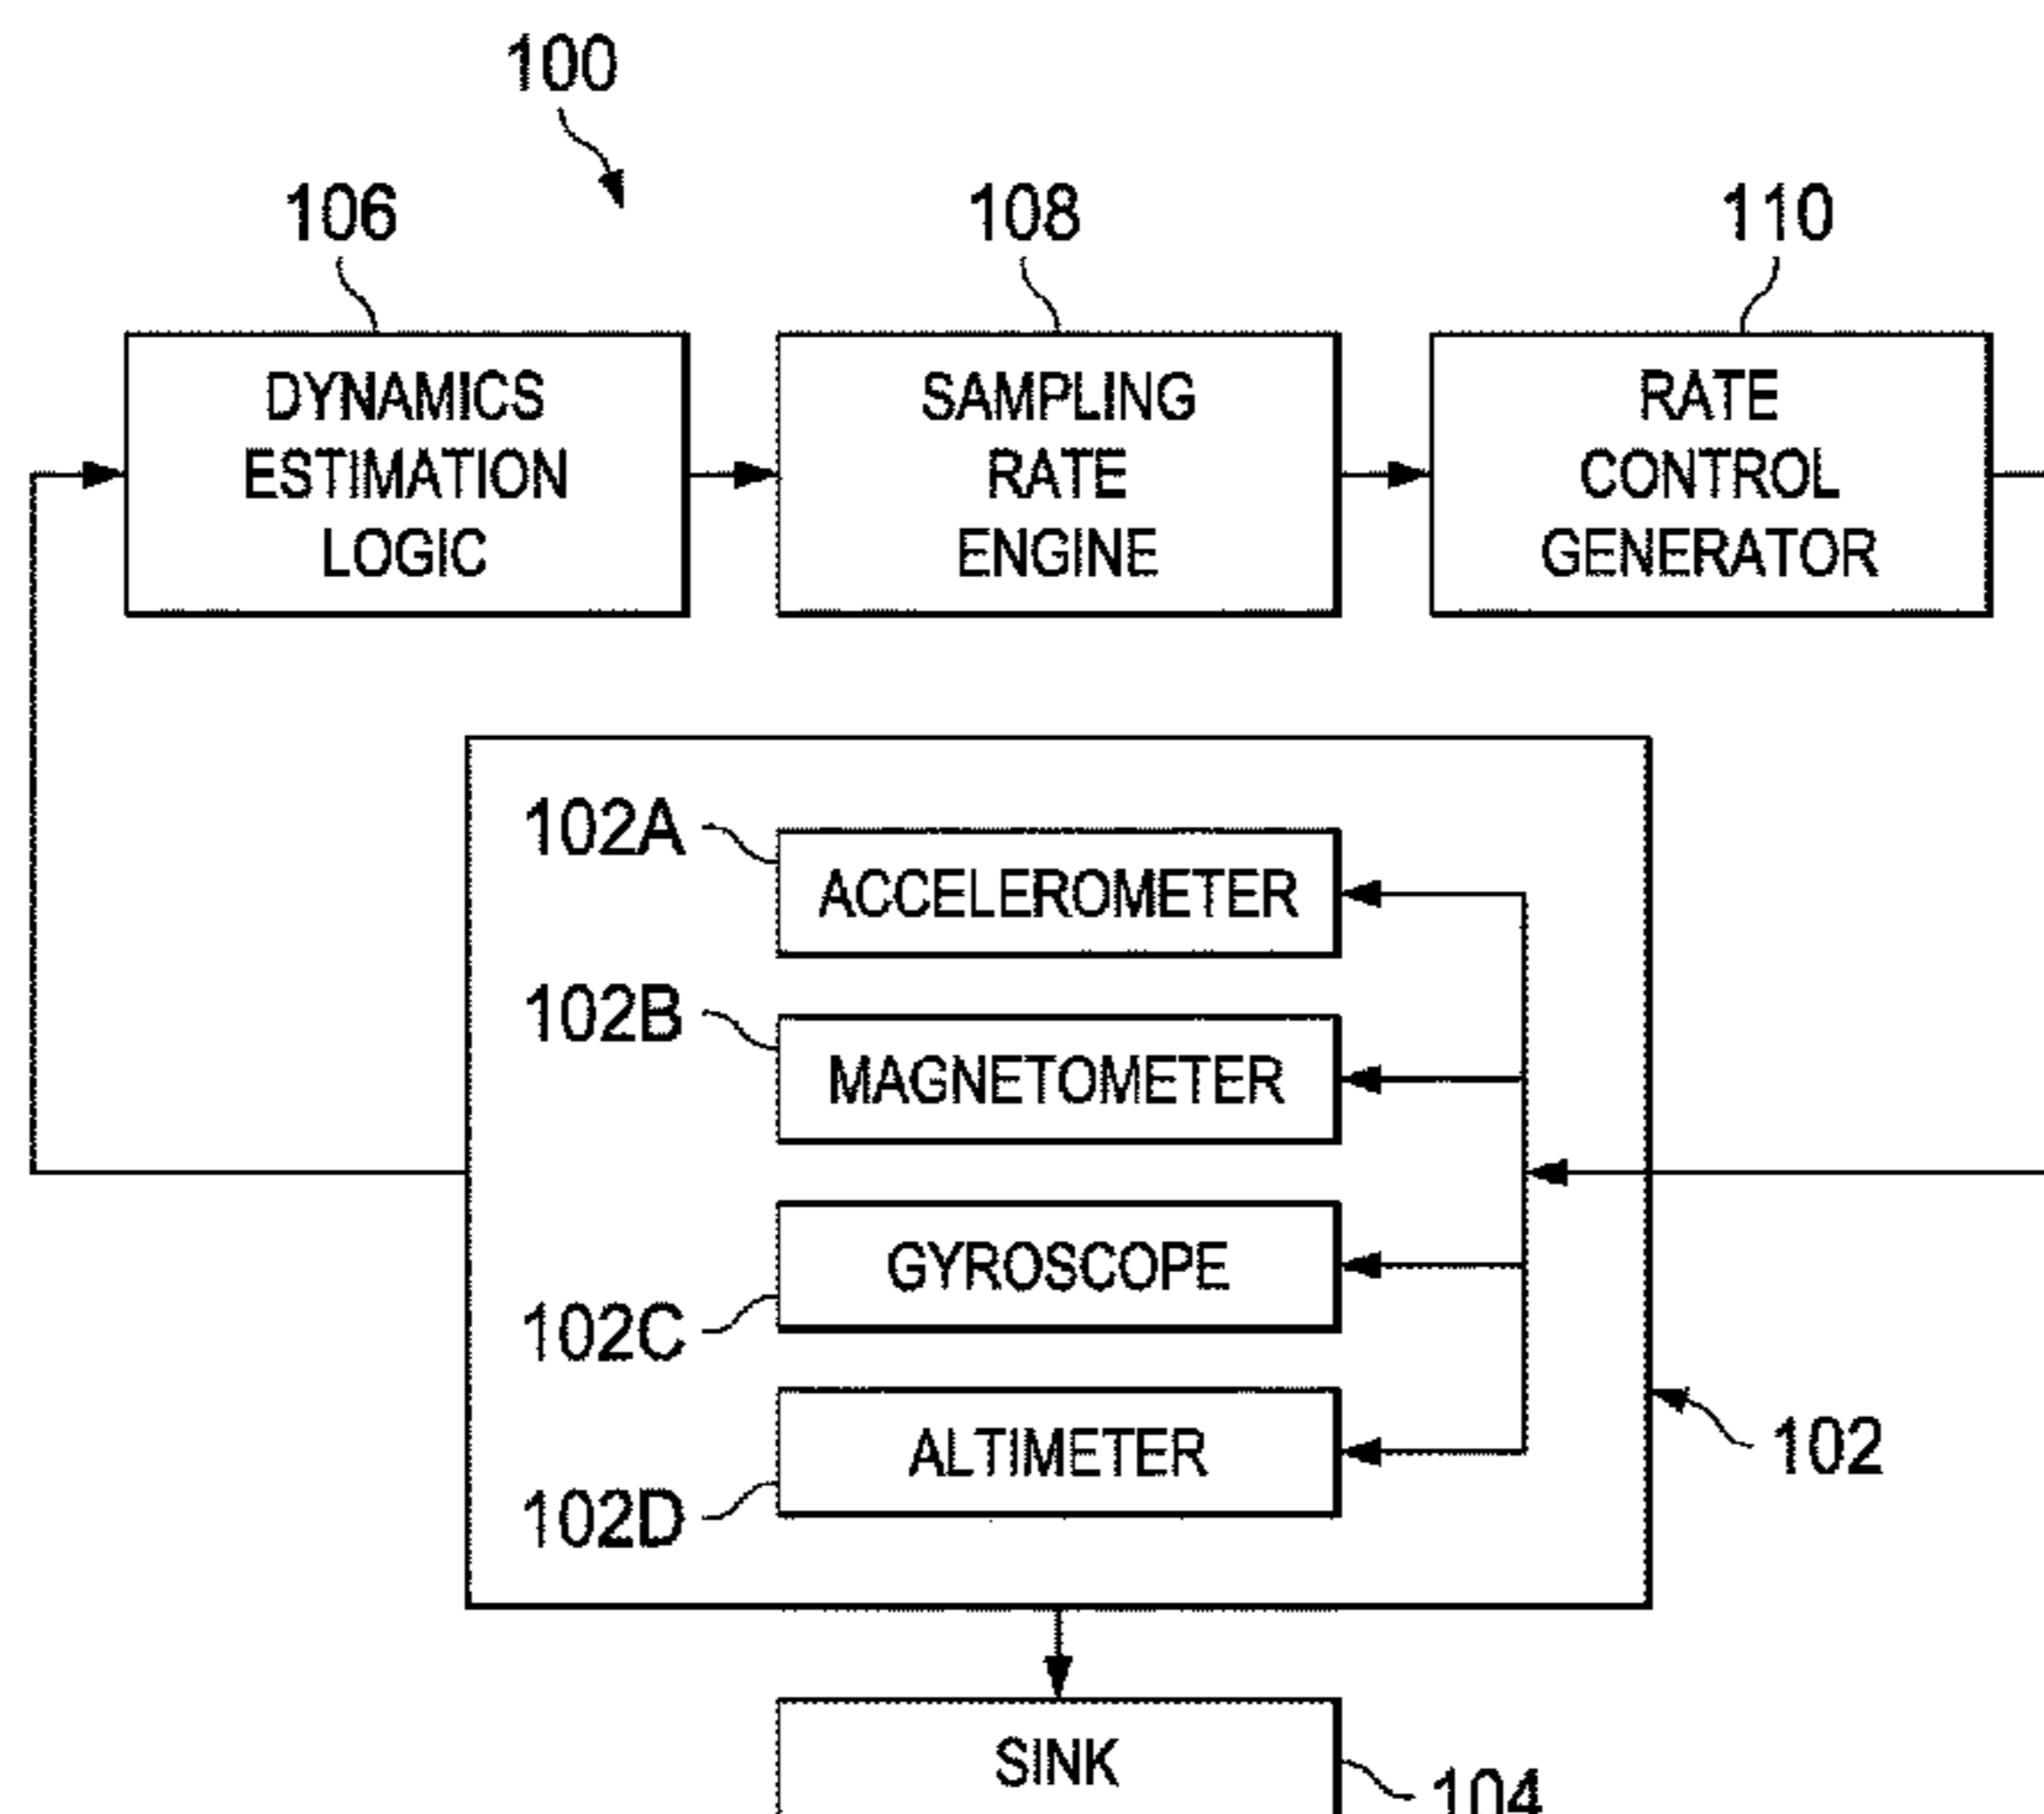 100
106
108
110
DYNAMICS
ESTIMATION
LOGIC
SAMPLING
RATE
ENGINE
RATE
CONTROL
GENERATOR
102A
ACCELEROMETER
102B
MAGNETOMETER
GYROSCOPE
102C
ALTIMETER
102D
102
SINK
104